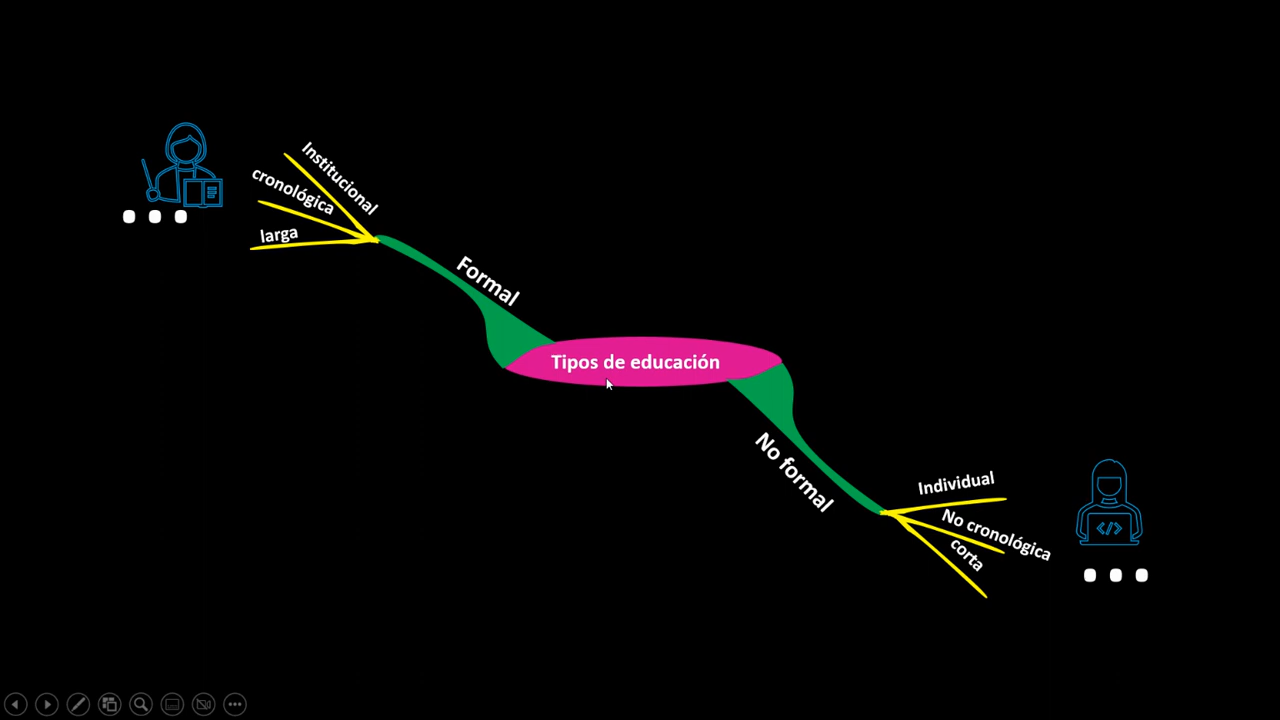 Institucional
cronológica
larga
Formal
Tipos de educación
No formal
Individual
No cronológica
corta
</>